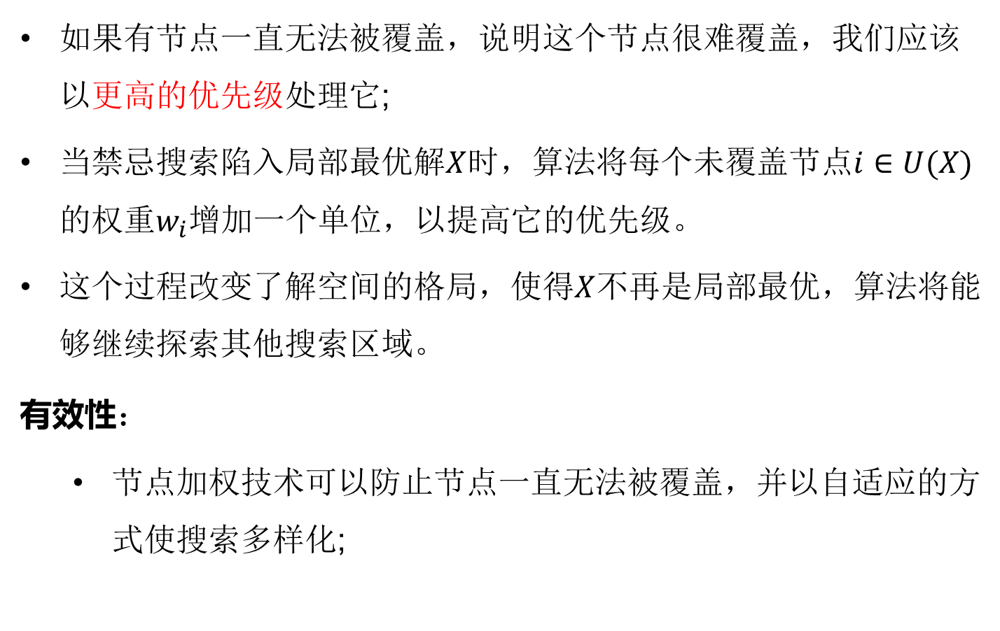 • 如果有节点一直无法被覆盖，说明这个节点很难覆盖，我们应该
以更高的优先级处理它;
• 当禁忌搜索陷入局部最优解X时，算法将每个未覆盖节点i ∈ U(X)
的权重wᵢ增加一个单位，以提高它的优先级。
• 这个过程改变了解空间的格局，使得X不再是局部最优，算法将能
够继续探索其他搜索区域。
有效性：
• 节点加权技术可以防止节点一直无法被覆盖，并以自适应的方
式使搜索多样化;